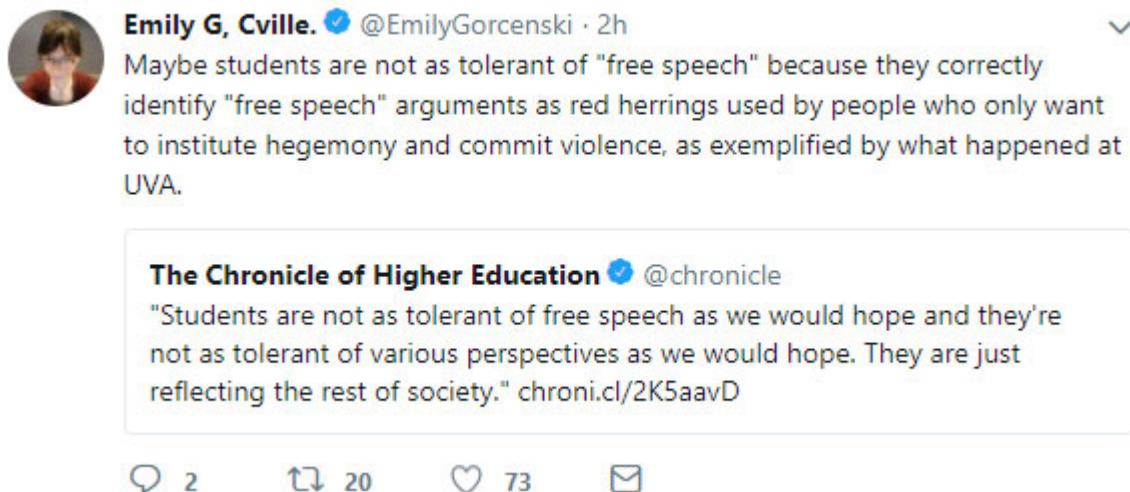 Emily G, Cville. @EmilyGorcenski · 2h
Maybe students are not as tolerant of "free speech" because they correctly
identify "free speech" arguments as red herrings used by people who only want
to institute hegemony and commit violence, as exemplified by what happened at
UVA.
The Chronicle of Higher Education @chronicle
"Students are not as tolerant of free speech as we would hope and they're
not as tolerant of various perspectives as we would hope. They are just
reflecting the rest of society." chroni.cl/2K5aavD
2 20 73